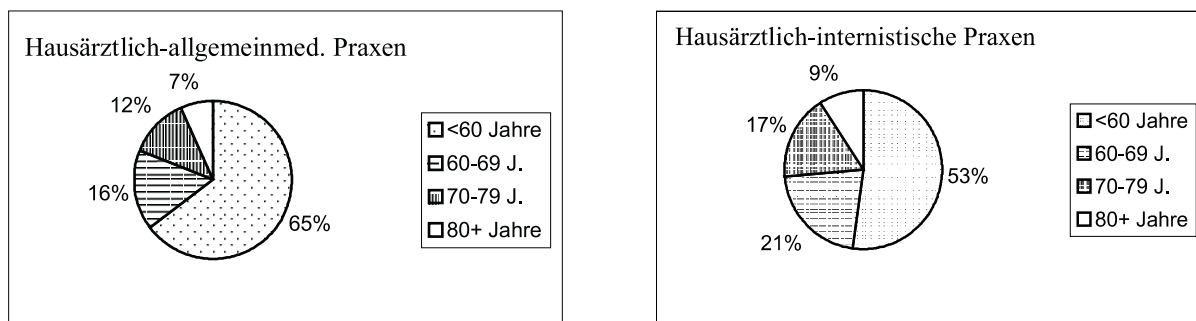 Hausärztlich-allgemeinmed. Praxen
7%
12%
16%
65%
<60 Jahre
60-69 J.
70-79 J.
80+ Jahre
Hausärztlich-internistische Praxen
9%
17%
21%
53%
<60 Jahre
60-69 J.
70-79 J.
80+ Jahre